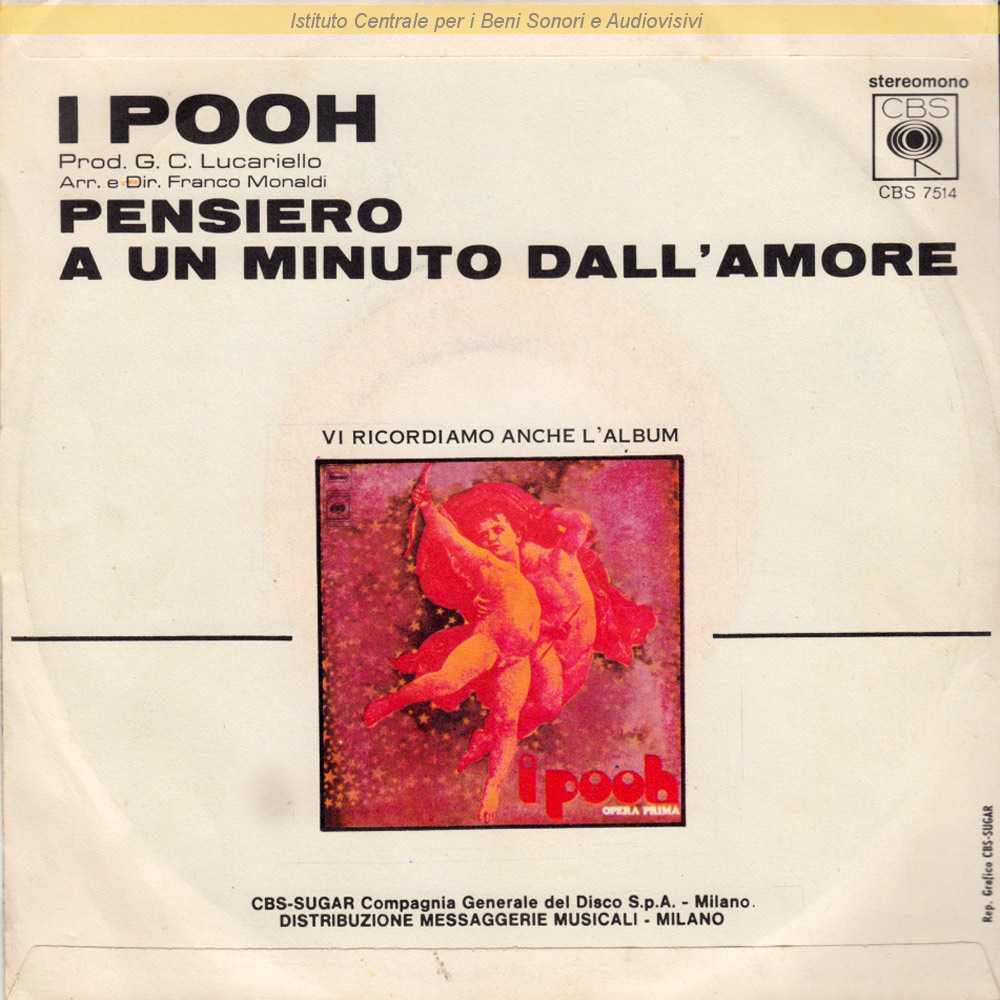 Istituto Centrale per i Beni Sonori e Audiovisivi
stereomono
CBS
CBS 7514
I POOH
Prod. G. C. Lucariello
Arr. e Dir. Franco Monaldi
PENSIERO
A UN MINUTO DALL'AMORE
VI RICORDIAMO ANCHE L'ALBUM
i pooh
OPERA PRIMA
CBS-SUGAR Compagnia Generale del Disco S.p.A. - Milano.
DISTRIBUZIONE MESSAGGERIE MUSICALI - MILANO
Rep. Grafico CBS-SUGAR